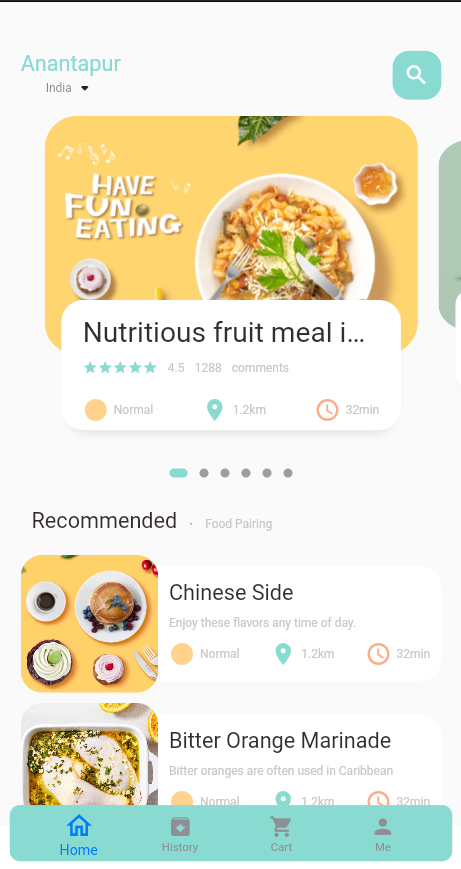 Anantapur
India
HAVE
FUN
EATING
Nutritious fruit meal i...
4.5 1288 comments
Normal 1.2km 32min
Recommended · Food Pairing
Chinese Side
Enjoy these flavors any time of day.
Normal 1.2km 32min
Bitter Orange Marinade
Bitter oranges are often used in Caribbean
Normal 1.2km 32min
Home History Cart Me